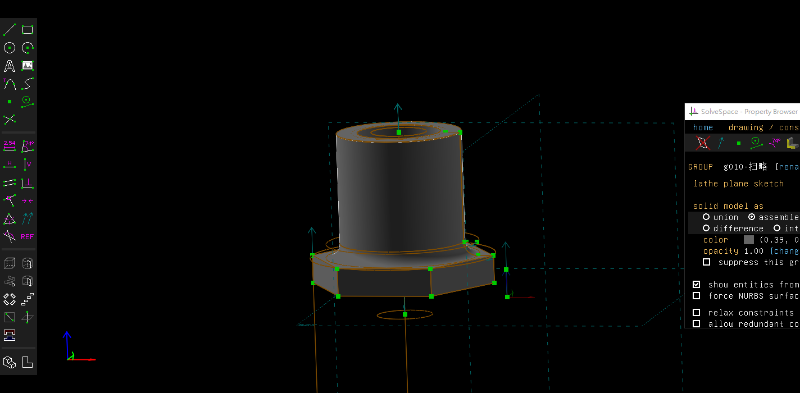 SolveSpace - Property Browser
home drawing / cons
GROUP g010-扫略 [rena
lathe plane sketch
solid model as
union assemble
difference int
color (0.39, 0
opacity 1.00 [chang
suppress this gr
show entities from
force NURBS surfac
relax constraints
allow redundant co
REF